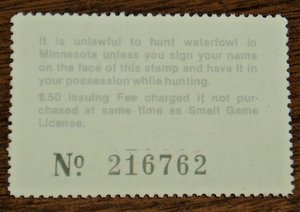 It is unlawful to hunt waterfowl in
Minnesota unless you sign your name
on the face of this stamp and have it in
your possession while hunting.
$.50 Issuing Fee charged it not pur-
chased at same time as Small Game
License.
Nº 216762